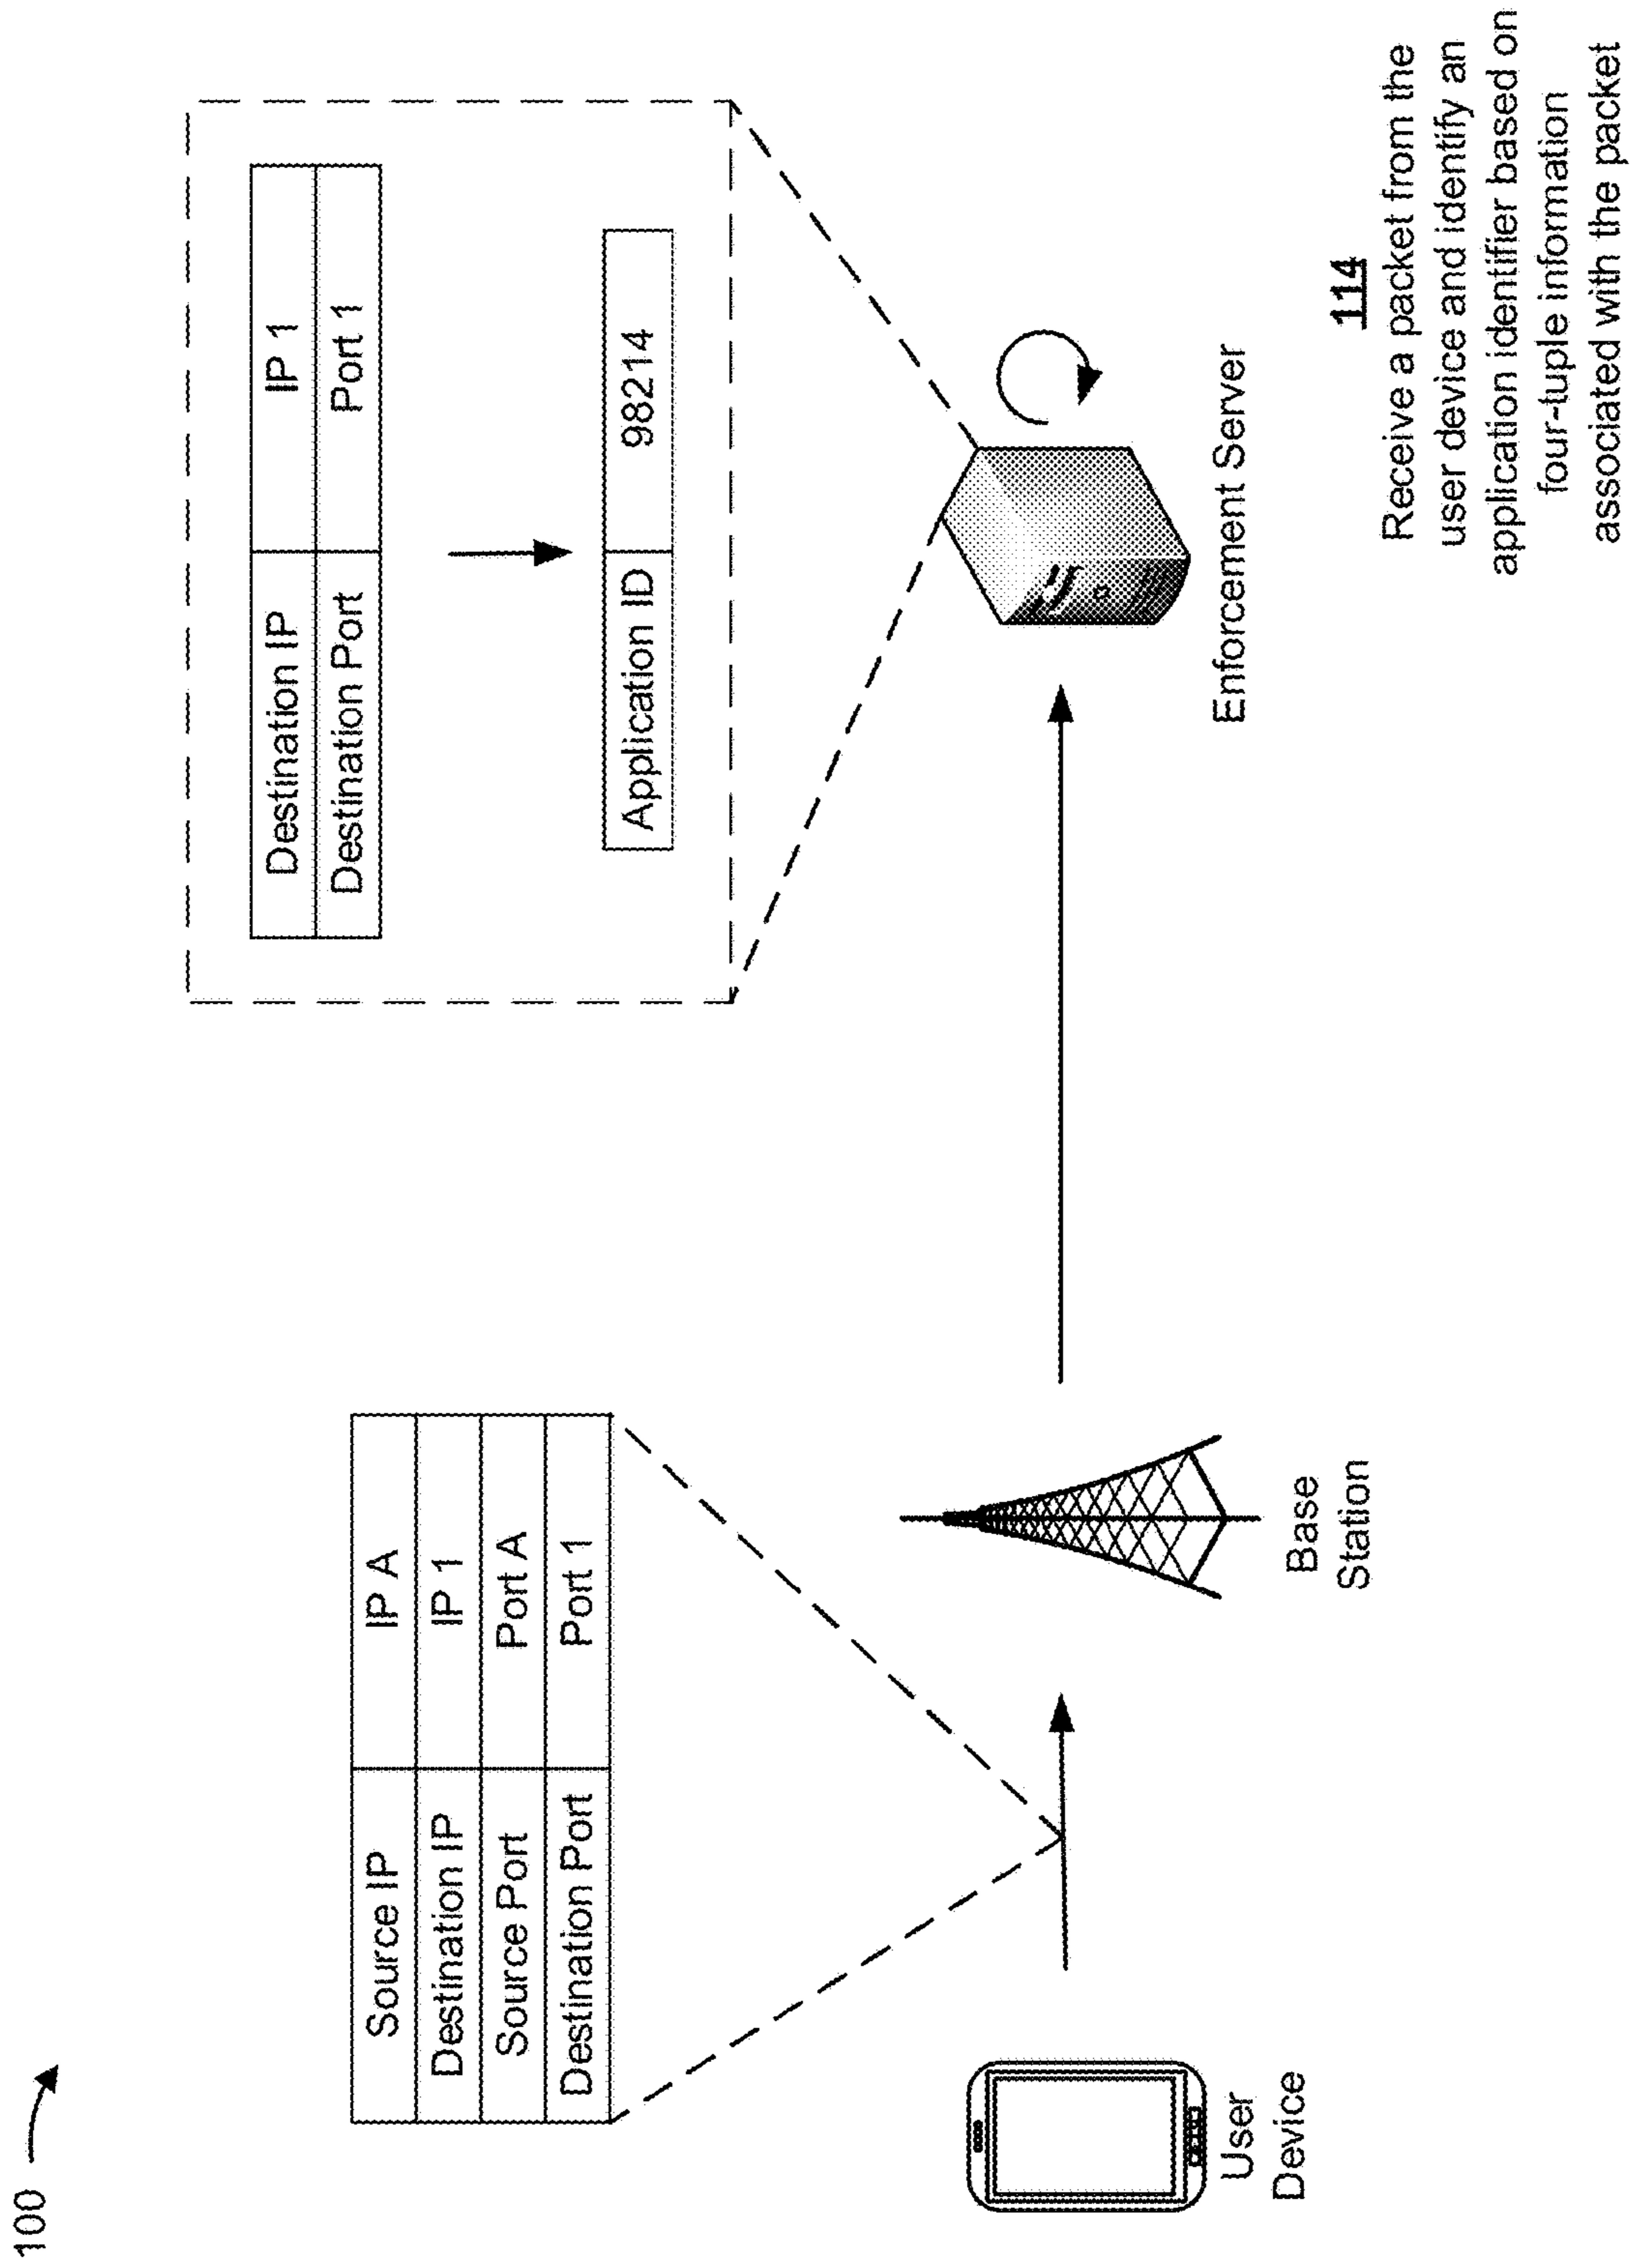 100
Source IP IP A
Destination IP IP 1
Source Port Port A
Destination Port Port 1
Destination IP IP 1
Destination Port Port 1
Application ID 98214
User
Device
Base
Station
Enforcement Server
114
Receive a packet from the
user device and identify an
application identifier based on
four-tuple information
associated with the packet